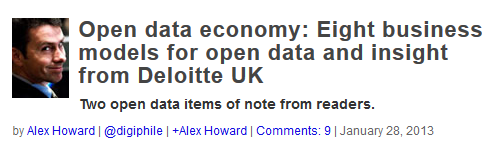 Open data economy: Eight business
models for open data and insight
from Deloitte UK
Two open data items of note from readers.
by Alex Howard | @digiphile | +Alex Howard | Comments: 9 | January 28, 2013